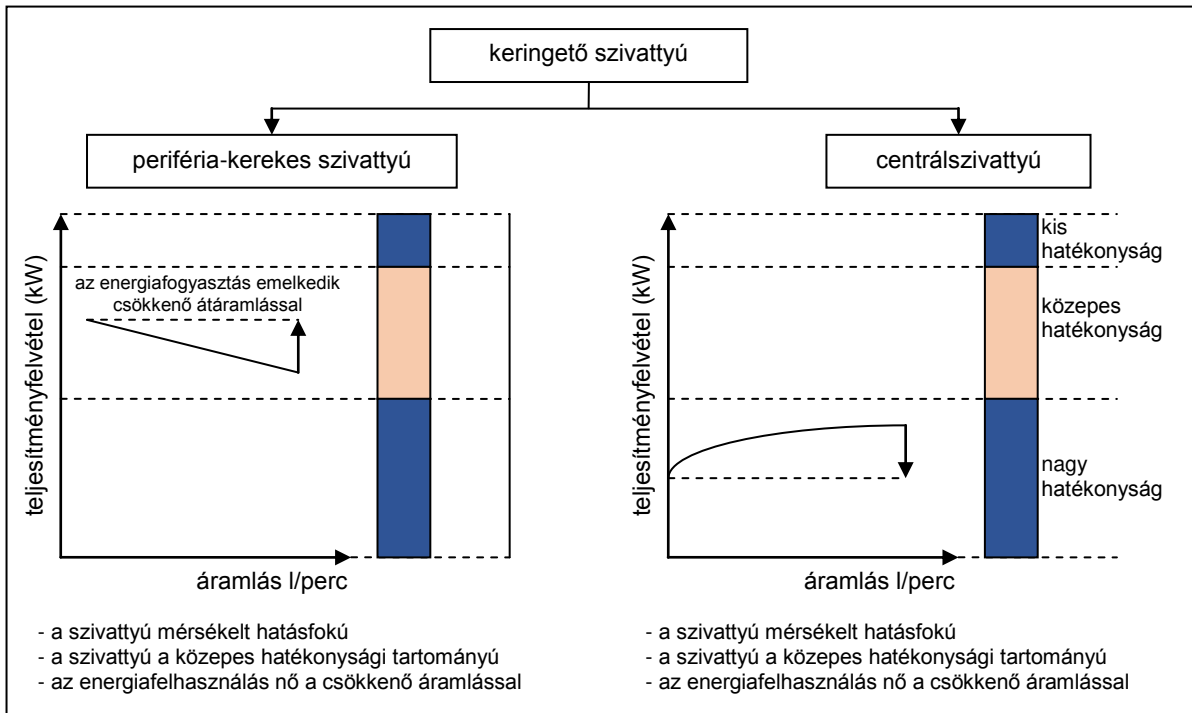 keringető szivattyú
periféria-kerekes szivattyú
centrálszivattyú
teljesítményfelvétel (kW)
az energiafogyasztás emelkedik
csökkenő átáramlással
áramlás l/perc
- a szivattyú mérsékelt hatásfokú
- a szivattyú a közepes hatékonysági tartományú
- az energiafelhasználás nő a csökkenő áramlással
teljesítményfelvétel (kW)
kis
hatékonyság
közepes
hatékonyság
nagy
hatékonyság
áramlás l/perc
- a szivattyú mérsékelt hatásfokú
- a szivattyú a közepes hatékonysági tartományú
- az energiafelhasználás nő a csökkenő áramlással